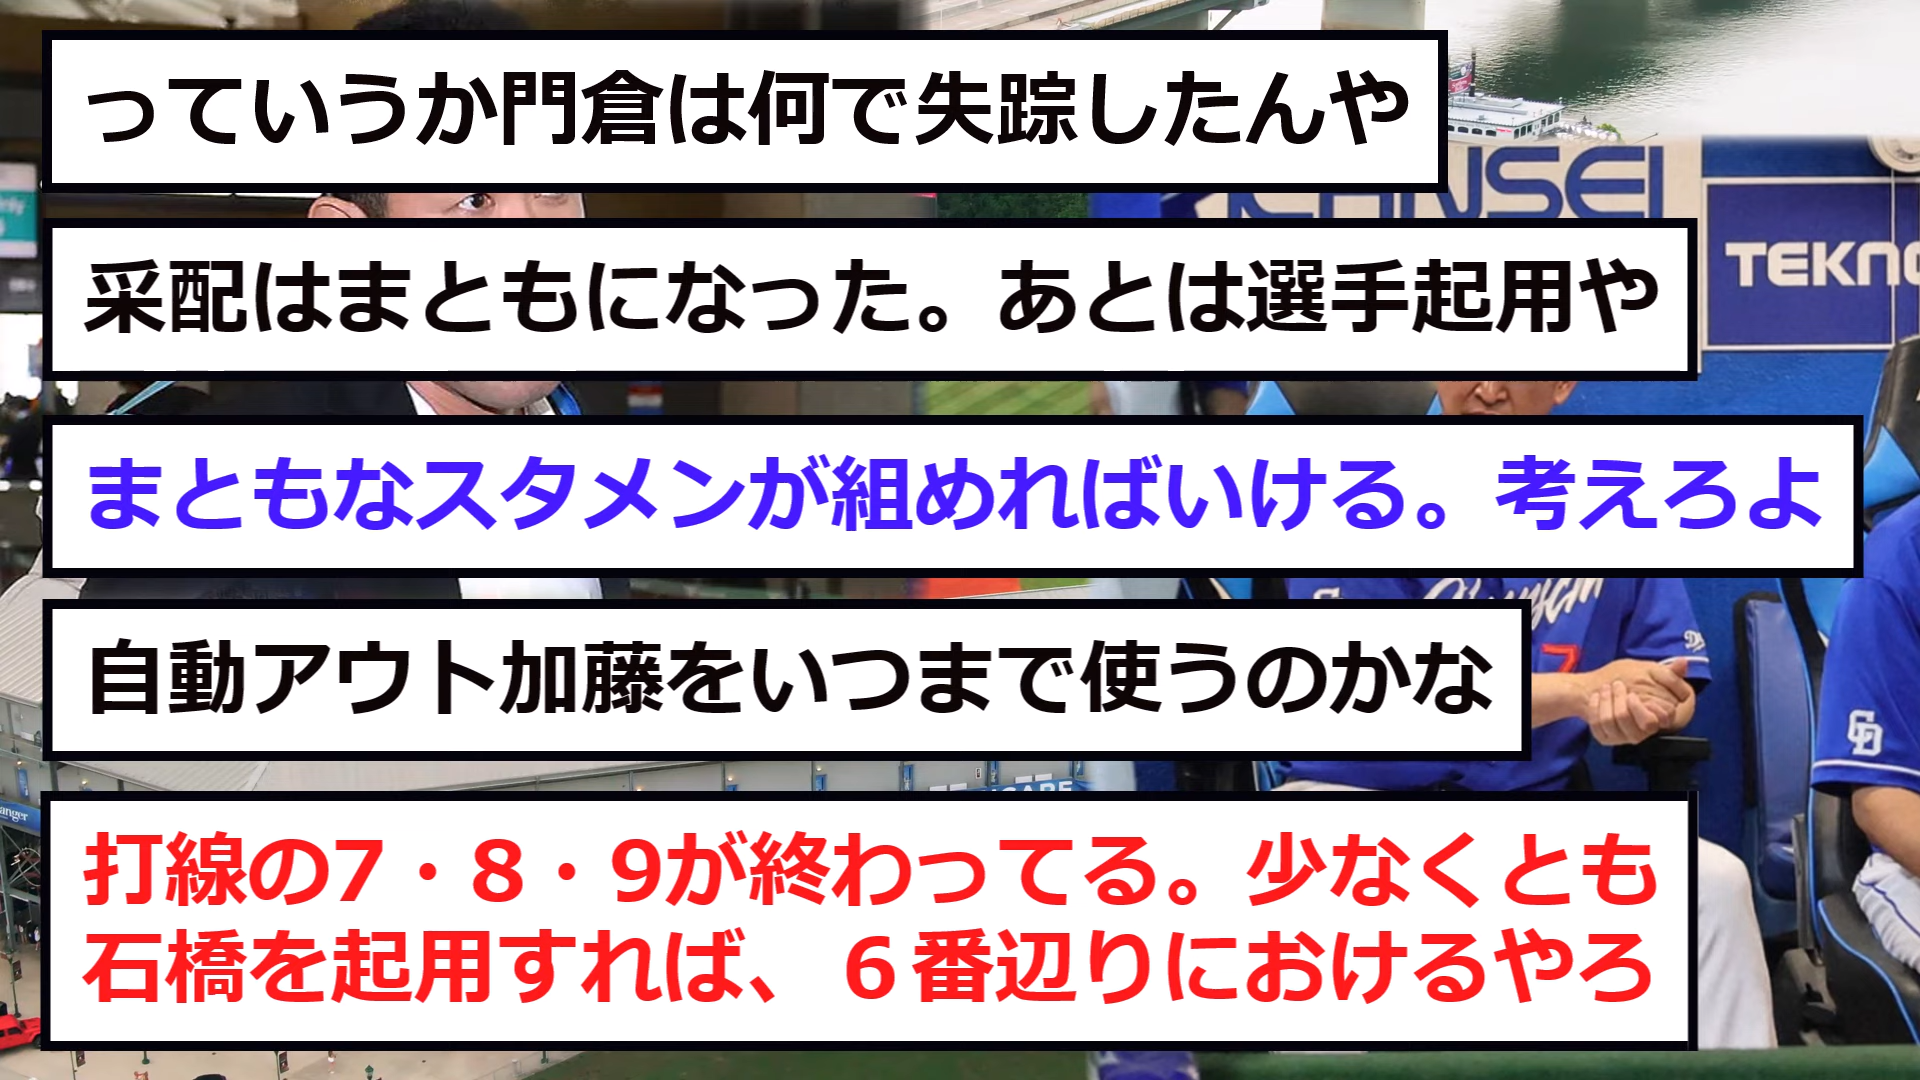 っていうか門倉は何で失踪したんや
KANSEI
采配はまともになった。あとは選手起用や
TEKNO
まともなスタメンが組めればいける。考えろよ
自動アウト加藤をいつまで使うのかな
打線の7・8・9が終わってる。少なくとも
石橋を起用すれば、６番辺りにおけるやろ